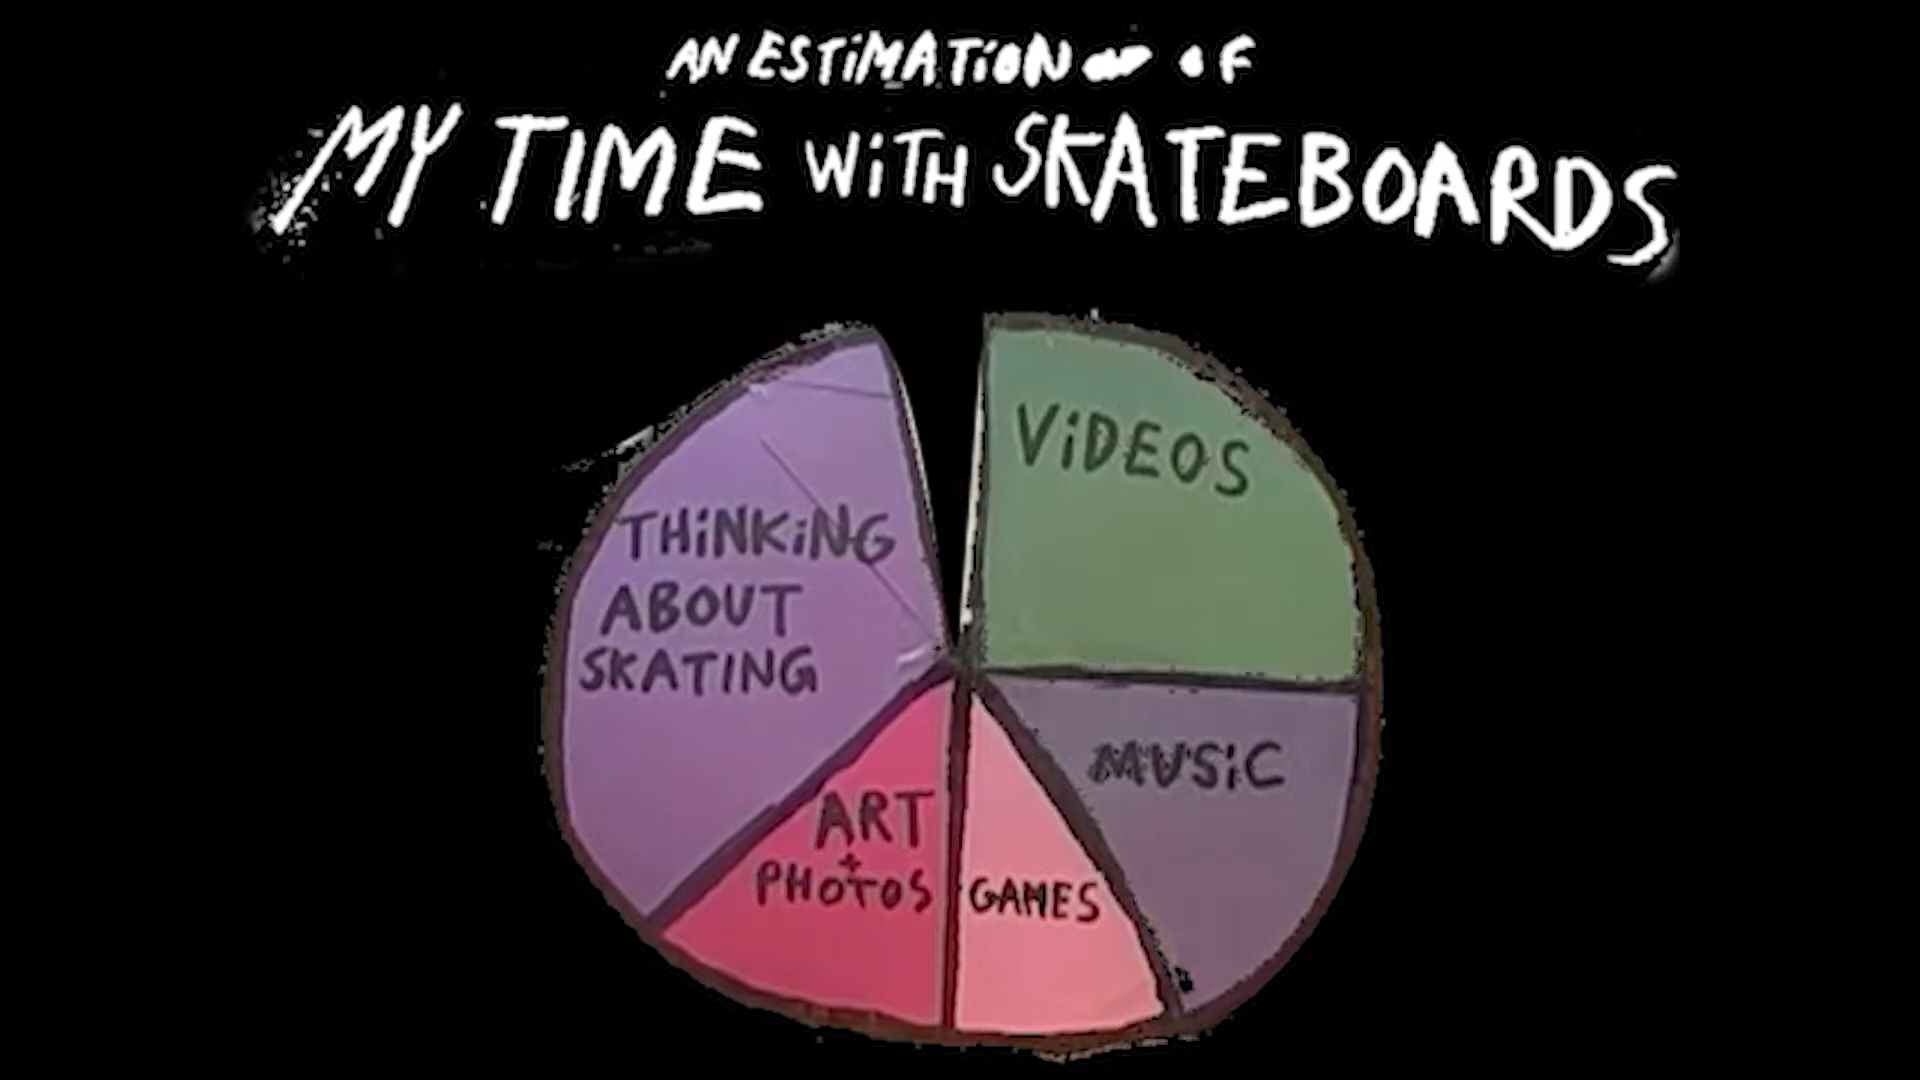 AN ESTIMATION OF
MY TIME WITH SKATEBOARDS
VIDEOS
THINKING
ABOUT
SKATING
MUSIC
ART
+
PHOTOS
GAMES